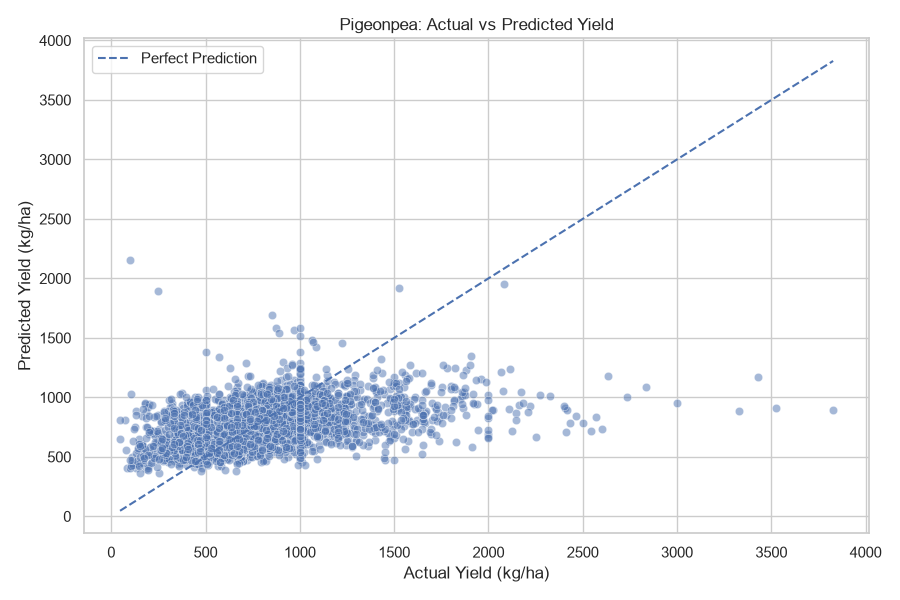 Pigeonpea: Actual vs Predicted Yield
Perfect Prediction
Predicted Yield (kg/ha)
4000
3500
3000
2500
2000
1500
1000
500
0
0 500 1000 1500 2000 2500 3000 3500 4000
Actual Yield (kg/ha)